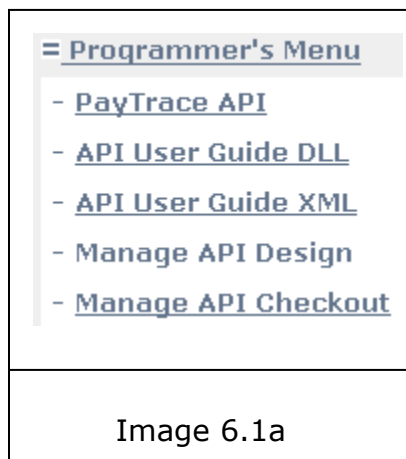 = Programmer's Menu
- PayTrace API
- API User Guide DLL
- API User Guide XML
- Manage API Design
- Manage API Checkout
Image 6.1a